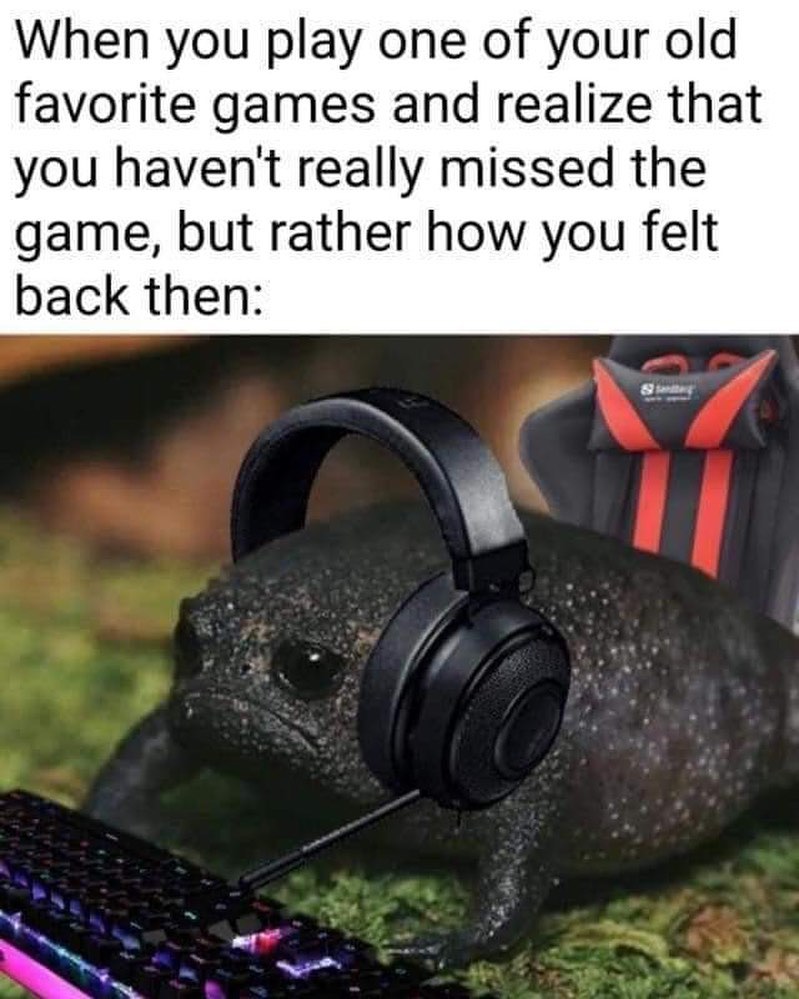 When you play one of your old
favorite games and realize that
you haven't really missed the
game, but rather how you felt
back then: